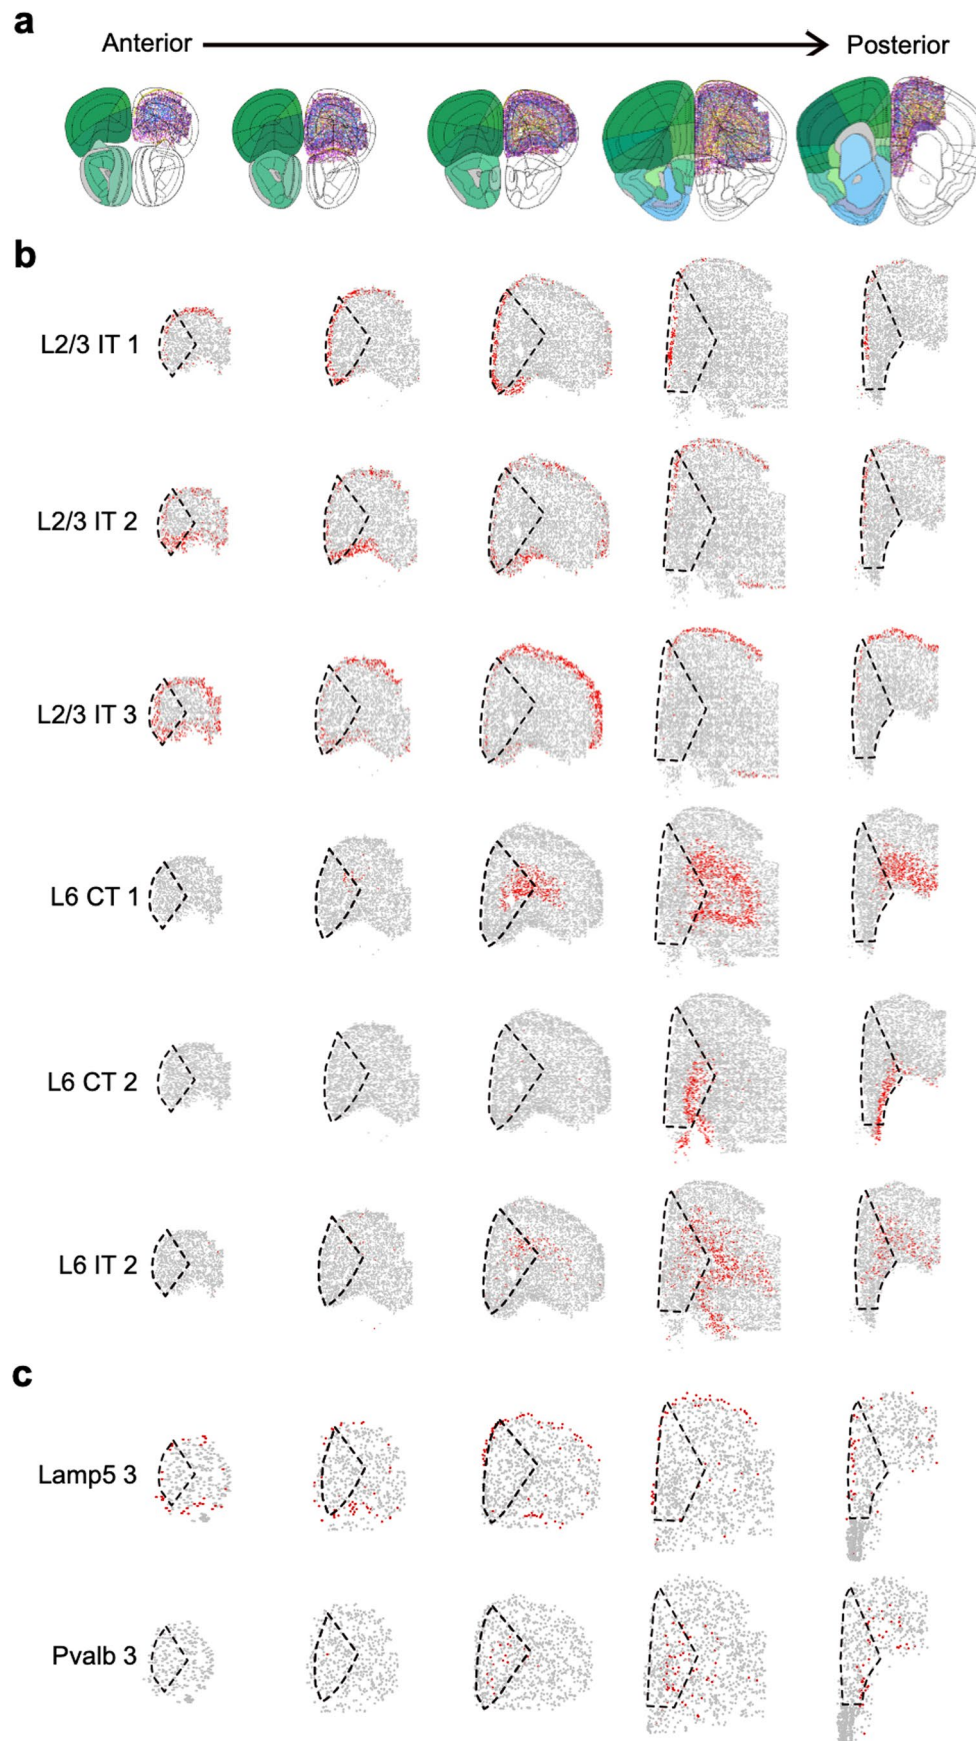 a
Anterior
Posterior
b
L2/3 IT 1
L2/3 IT 2
L2/3 IT 3
L6 CT 1
L6 CT 2
L6 IT 2
c
Lamp5 3
Pvalb 3